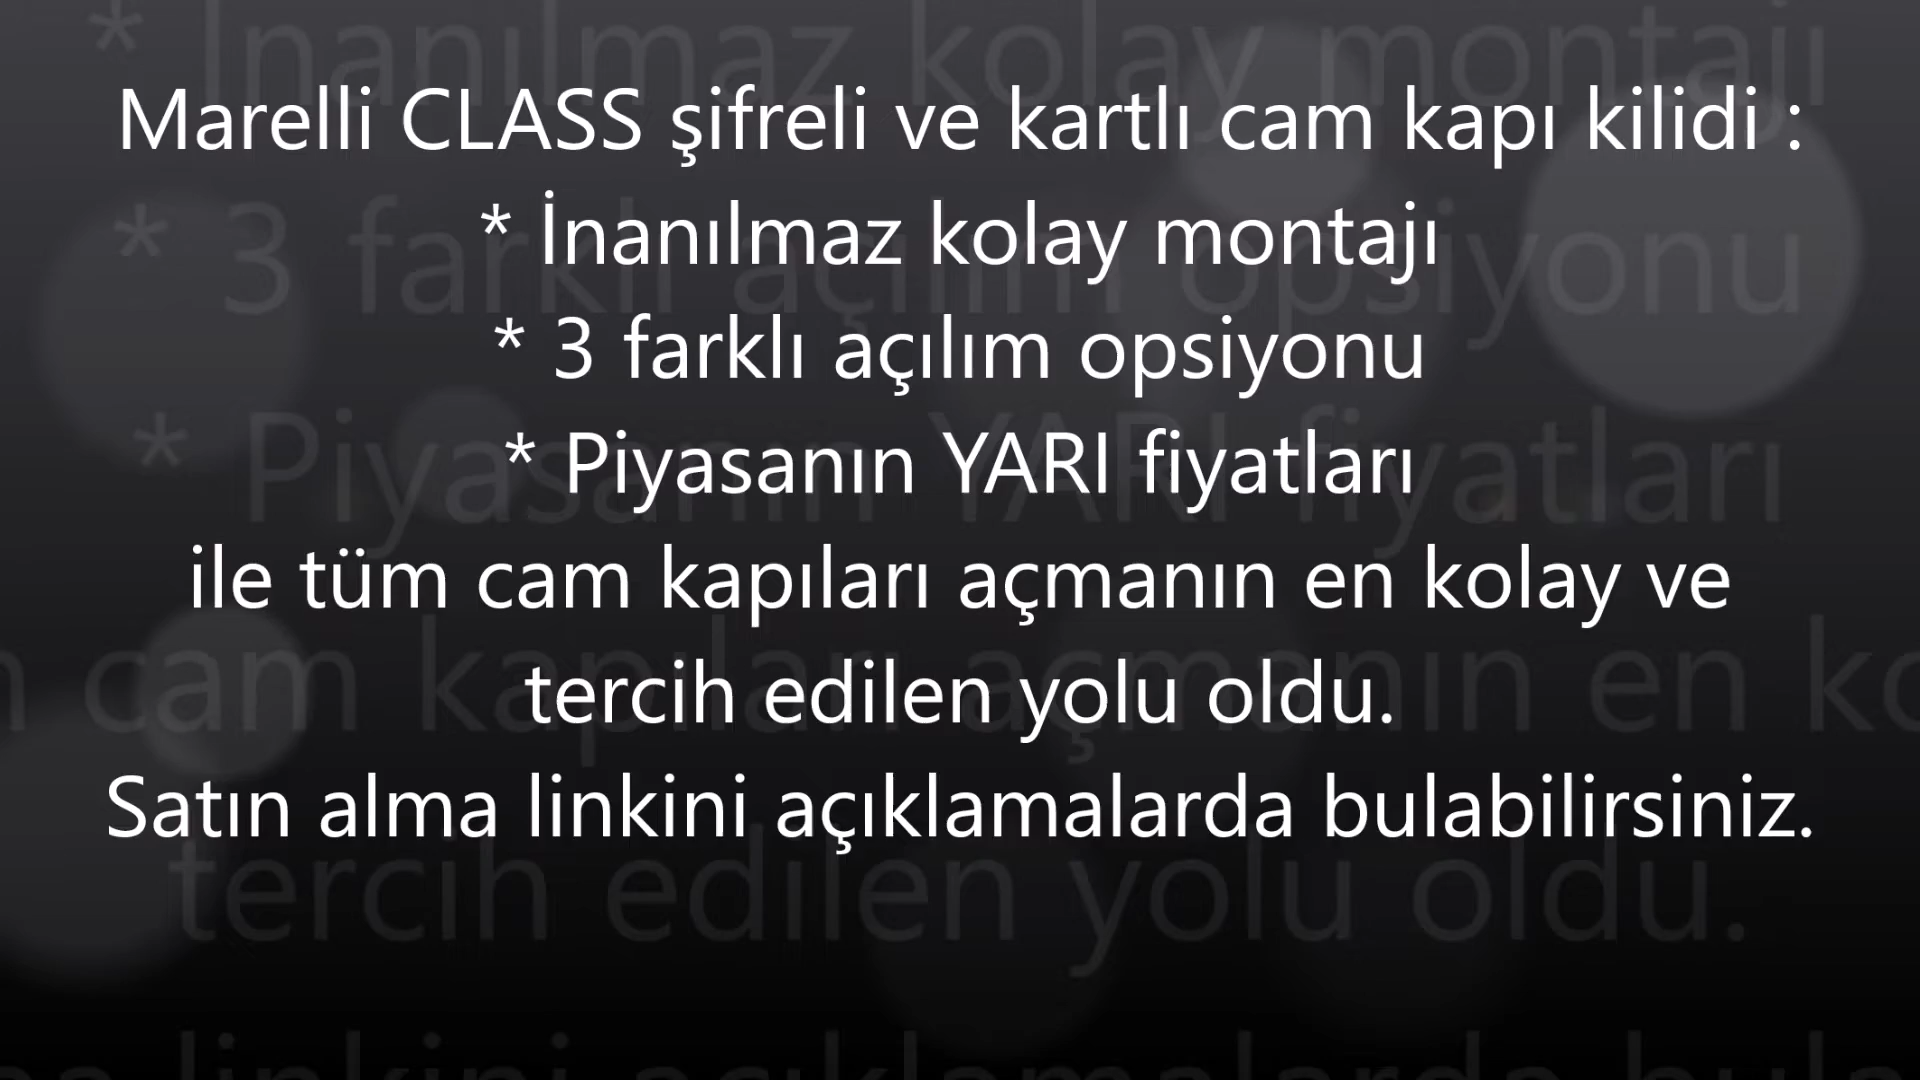 Marelli CLASS şifreli ve kartlı cam kapı kilidi :
* İnanılmaz kolay montajı
* 3 farklı açılım opsiyonu
* Piyasanın YARI fiyatları
ile tüm cam kapıları açmanın en kolay ve
tercih edilen yolu oldu.
Satın alma linkini açıklamalarda bulabilirsiniz.